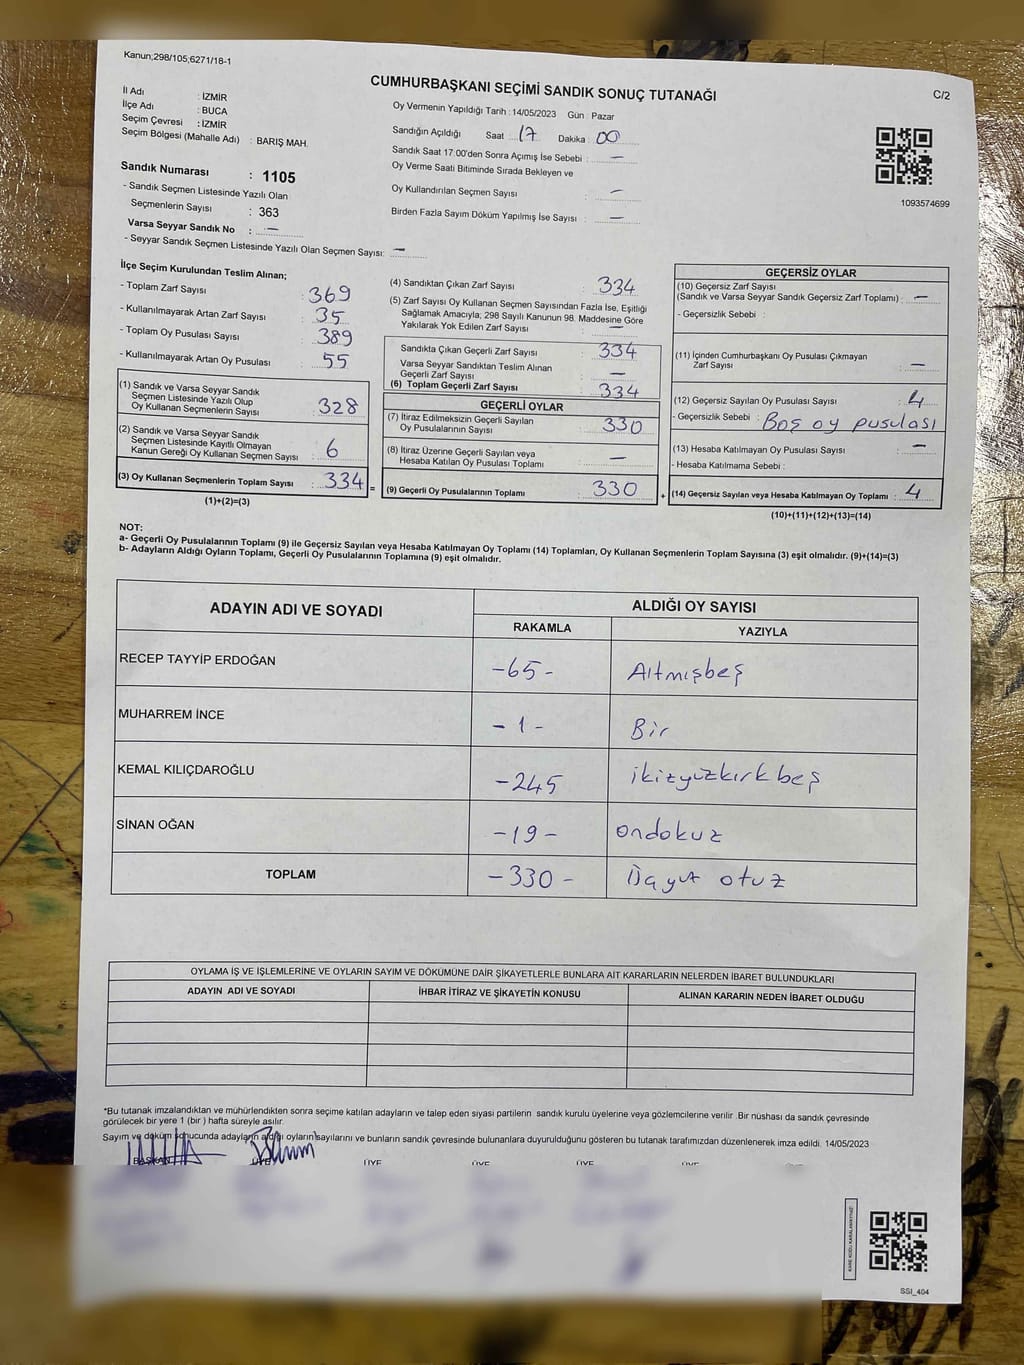 Kanun;298/105;6271/18-1
CUMHURBAŞKANI SEÇİMİ SANDIK SONUÇ TUTANAĞI
C/2
İl Adı : İZMİR
İlçe Adı : BUCA
Seçim Çevresi : İZMİR
Seçim Bölgesi (Mahalle Adı) : BARIŞ MAH.
Sandık Numarası : 1105
- Sandık Seçmen Listesinde Yazılı Olan
Seçmenlerin Sayısı : 363
Varsa Seyyar Sandık No : —
- Seyyar Sandık Seçmen Listesinde Yazılı Olan Seçmen Sayısı: —
Oy Vermenin Yapıldığı Tarih : 14/05/2023 Gün : Pazar
Sandığın Açıldığı Saat : 17 Dakika : 00
Sandık Saat 17:00'den Sonra Açımış İse Sebebi : —
Oy Verme Saati Bitiminde Sırada Bekleyen ve
Oy Kullandırılan Seçmen Sayısı : —
Birden Fazla Sayım Döküm Yapılmış İse Sayısı : —
1093574699
İlçe Seçim Kurulundan Teslim Alınan;
- Toplam Zarf Sayısı : 369
- Kullanılmayarak Artan Zarf Sayısı : 35
- Toplam Oy Pusulası Sayısı : 389
- Kullanılmayarak Artan Oy Pusulası : 55
(1) Sandık ve Varsa Seyyar Sandık
Seçmen Listesinde Yazılı Olup
Oy Kullanan Seçmenlerin Sayısı : 328
(2) Sandık ve Varsa Seyyar Sandık
Seçmen Listesinde Kayıtlı Olmayan
Kanun Gereği Oy Kullanan Seçmen Sayısı : 6
(3) Oy Kullanan Seçmenlerin Toplam Sayısı : 334 =
(1)+(2)=(3)
(4) Sandıktan Çıkan Zarf Sayısı : 334
(5) Zarf Sayısı Oy Kullanan Seçmen Sayısından Fazla İse, Eşitliği
Sağlamak Amacıyla; 298 Sayılı Kanunun 98. Maddesine Göre
Yakılarak Yok Edilen Zarf Sayısı : —
Sandıkta Çıkan Geçerli Zarf Sayısı : 334
Varsa Seyyar Sandıktan Teslim Alınan
Geçerli Zarf Sayısı : —
(6) Toplam Geçerli Zarf Sayısı : 334
GEÇERLİ OYLAR
(7) İtiraz Edilmeksizin Geçerli Sayılan
Oy Pusulalarının Sayısı : 330
(8) İtiraz Üzerine Geçerli Sayılan veya
Hesaba Katılan Oy Pusulası Toplamı : —
(9) Geçerli Oy Pusulalarının Toplamı : 330 +
GEÇERSİZ OYLAR
(10) Geçersiz Zarf Sayısı
(Sandık ve Varsa Seyyar Sandık Geçersiz Zarf Toplamı) : —
- Geçersizlik Sebebi :
(11) İçinden Cumhurbaşkanı Oy Pusulası Çıkmayan
Zarf Sayısı : —
(12) Geçersiz Sayılan Oy Pusulası Sayısı : 4
- Geçersizlik Sebebi : Boş oy pusulası
(13) Hesaba Katılmayan Oy Pusulası Sayısı : —
- Hesaba Katılmama Sebebi :
(14) Geçersiz Sayılan veya Hesaba Katılmayan Oy Toplamı : 4
(10)+(11)+(12)+(13)=(14)
NOT:
a- Geçerli Oy Pusulalarının Toplamı (9) ile Geçersiz Sayılan veya Hesaba Katılmayan Oy Toplamı (14) Toplamları, Oy Kullanan Seçmenlerin Toplam Sayısına (3) eşit olmalıdır. (9)+(14)=(3)
b- Adayların Aldığı Oyların Toplamı, Geçerli Oy Pusulalarının Toplamına (9) eşit olmalıdır.
ADAYIN ADI VE SOYADI ALDIĞI OY SAYISI
RAKAMLA YAZIYLA
RECEP TAYYİP ERDOĞAN -65- Altmışbeş
MUHARREM İNCE -1- Bir
KEMAL KILIÇDAROĞLU -245 ikizyüzkırkbeş
SİNAN OĞAN -19- ondokuz
TOPLAM -330- otuz
OYLAMA İŞ VE İŞLEMLERİNE VE OYLARIN SAYIM VE DÖKÜMÜNE DAİR ŞİKAYETLERLE BUNLARA AİT KARARLARIN NELERDEN İBARET BULUNDUKLARI
ADAYIN ADI VE SOYADI İHBAR İTİRAZ VE ŞİKAYETİN KONUSU ALINAN KARARIN NEDEN İBARET OLDUĞU
*Bu tutanak imzalandıktan ve mühürlendikten sonra seçime katılan adayların ve talep eden siyasi partilerin sandık kurulu üyelerine veya gözlemcilerine verilir .Bir nüshası da sandık çevresinde
görülecek bir yere 1 (bir ) hafta süreyle asılır.
Sayım ve döküm sonucunda adayların aldığı oyların sayılarını ve bunların sandık çevresinde bulunanlara duyurulduğunu gösteren bu tutanak tarafımızdan düzenlenerek imza edildi. 14/05/2023
BAŞKAN ÜYE ÜYE ÜYE ÜYE ÜYE ÜYE
SSI_404